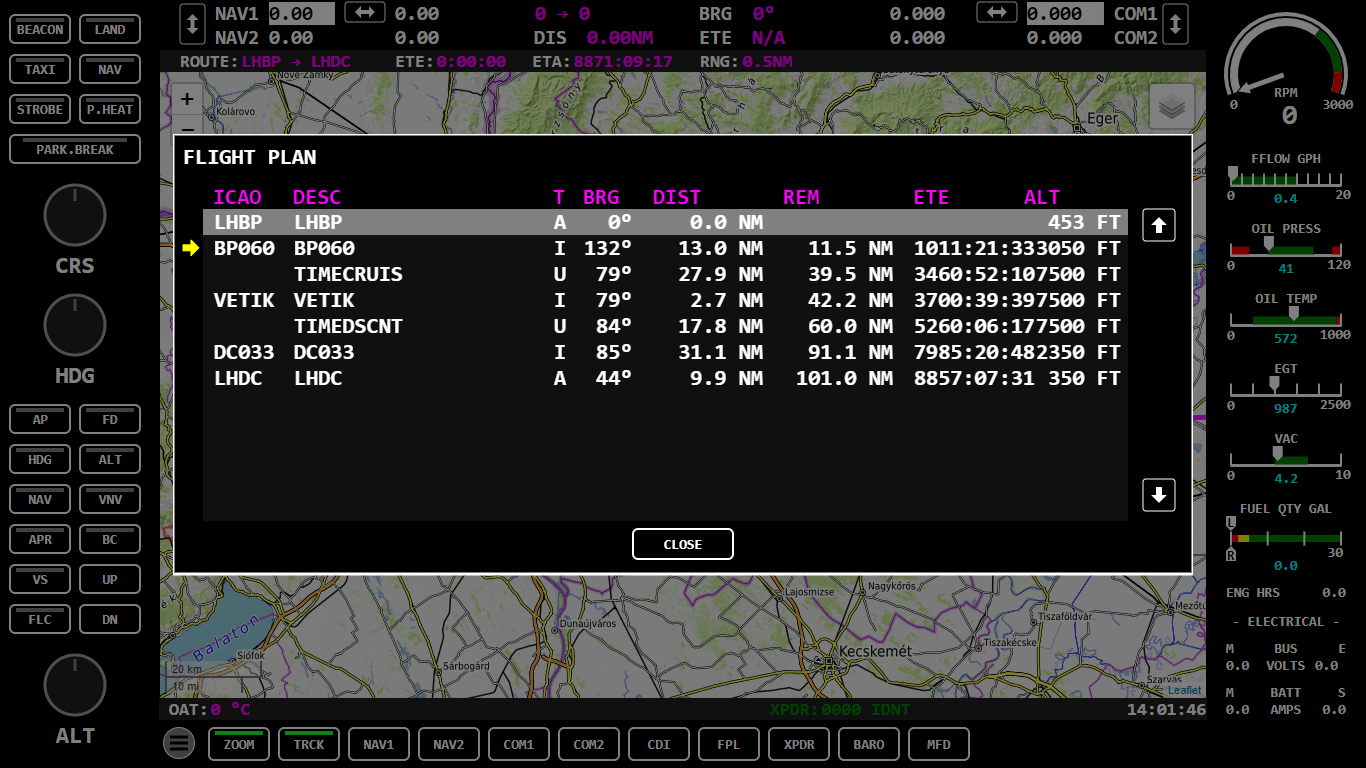 BEACON LAND
TAXI NAV
STROBE P.HEAT
PARK.BREAK
CRS
HDG
AP FD
HDG ALT
NAV VNV
APR BC
VS UP
FLC DN
ALT
NAV1 0.00 0.00 0 → 0 BRG 0° 0.000 0.000 COM1
NAV2 0.00 0.00 DIS 0.00NM ETE N/A 0.000 0.000 COM2
ROUTE:LHBP → LHDC ETE:0:00:00 ETA:8871:09:17 RNG:0.5NM
Nové Zámky
Kolárovo
Eger
+
−
FLIGHT PLAN
ICAO DESC T BRG DIST REM ETE ALT
LHBP LHBP A 0° 0.0 NM 453 FT
BP060 BP060 I 132° 13.0 NM 11.5 NM 1011:21:333050 FT
TIMECRUIS U 79° 27.9 NM 39.5 NM 3460:52:107500 FT
VETIK VETIK I 79° 2.7 NM 42.2 NM 3700:39:397500 FT
TIMEDSCNT U 84° 17.8 NM 60.0 NM 5260:06:177500 FT
DC033 DC033 I 85° 31.1 NM 91.1 NM 7985:20:482350 FT
LHDC LHDC A 44° 9.9 NM 101.0 NM 8857:07:31 350 FT
CLOSE
Lajosmizse
Nagykőrös
Dunaújváros
Tiszaföldvár
Tiszakécske
Kecskemét
Balaton
Siófok
Sárbogárd
Szarvas
20 km
10 mi
Leaflet
OAT:0 °C XPDR:0000 IDNT 14:01:46
ZOOM TRCK NAV1 NAV2 COM1 COM2 CDI FPL XPDR BARO MFD
RPM
0 3000
0
FFLOW GPH
0 20
0.4
OIL PRESS
0 120
41
OIL TEMP
0 1000
572
EGT
0 2500
987
VAC
0 10
4.2
FUEL QTY GAL
L
R
0 30
0.0
ENG HRS 0.0
- ELECTRICAL -
M BUS E
0.0 VOLTS 0.0
M BATT S
0.0 AMPS 0.0